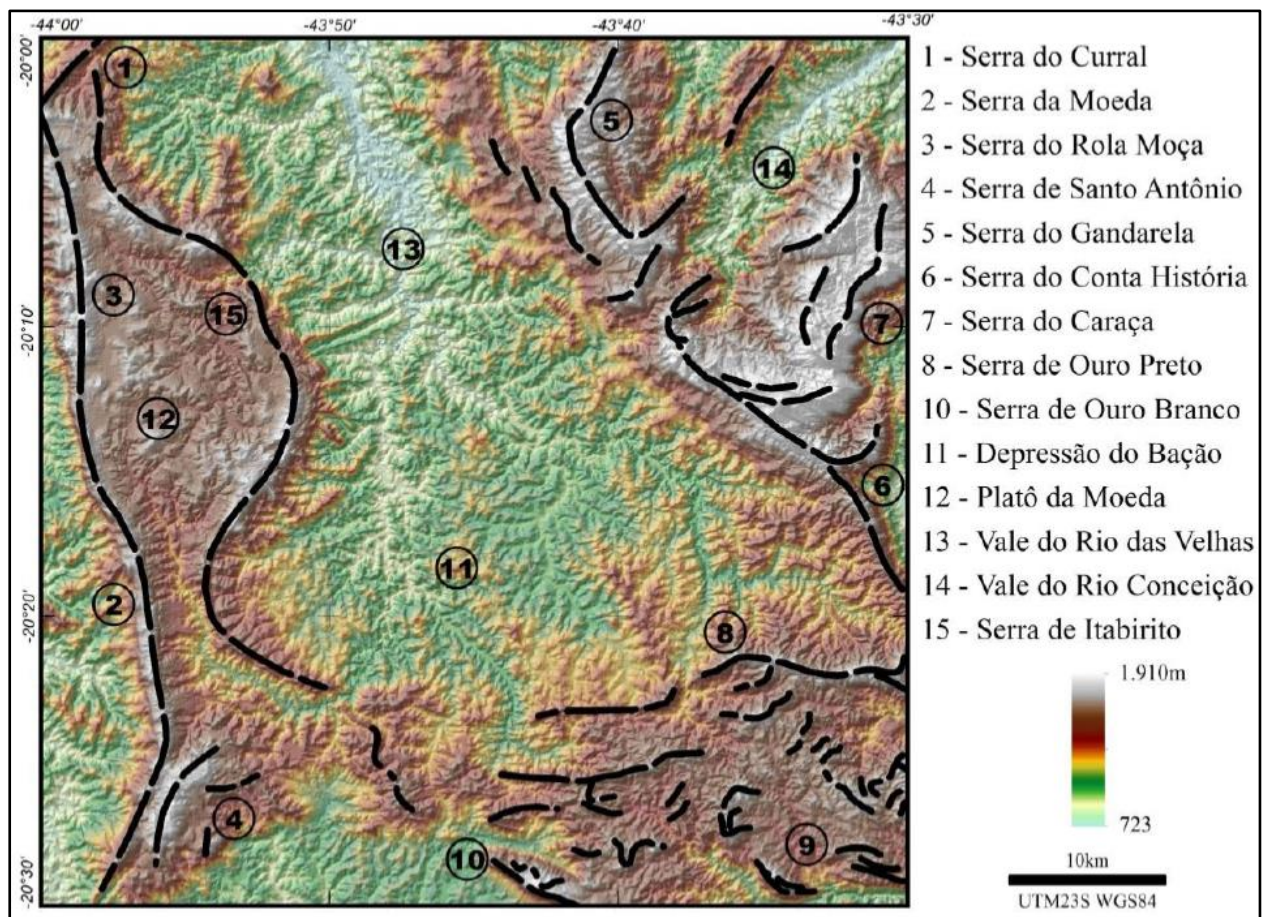 -44°00'
-43°50'
-43°40'
-43°30'
-20°00'
-20°10'
-20°20'
-20°30'
1
2
3
4
5
6
7
8
9
10
11
12
13
14
15
1 - Serra do Curral
2 - Serra da Moeda
3 - Serra do Rola Moça
4 - Serra de Santo Antônio
5 - Serra do Gandarela
6 - Serra do Conta História
7 - Serra do Caraça
8 - Serra de Ouro Preto
10 - Serra de Ouro Branco
11 - Depressão do Bação
12 - Platô da Moeda
13 - Vale do Rio das Velhas
14 - Vale do Rio Conceição
15 - Serra de Itabirito
1.910m
723
10km
UTM23S WGS84